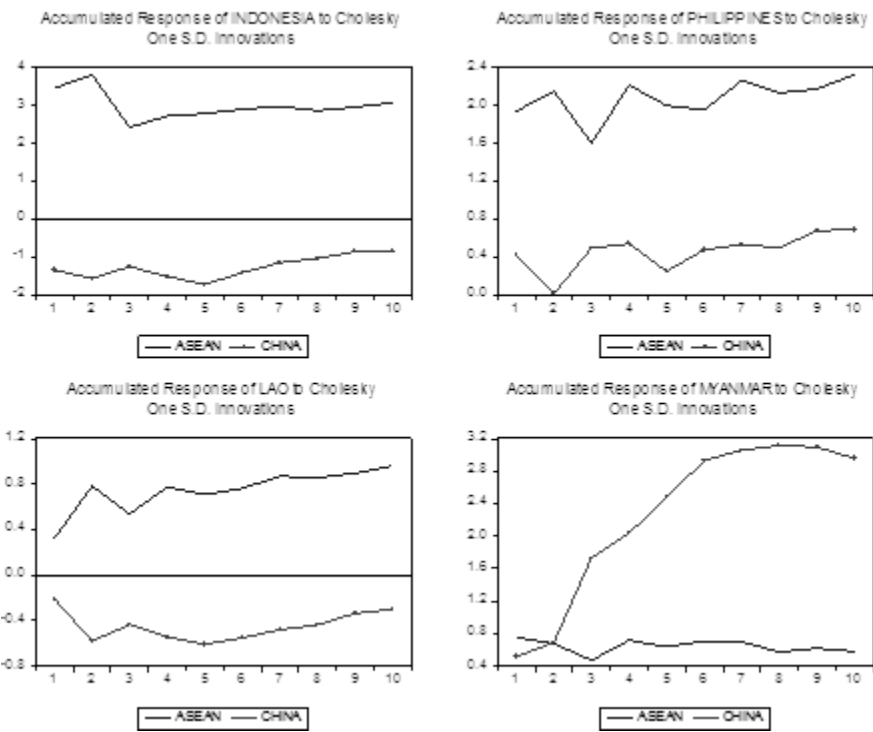 Accumulated Response of INDONESIA to Cholesky
One S.D. Innovations
4
3
2
1
0
-1
-2
1 2 3 4 5 6 7 8 9 10
ASEAN CHINA
Accumulated Response of PHILIPPINES to Cholesky
One S.D. Innovations
2.4
2.0
1.6
1.2
0.8
0.4
0.0
1 2 3 4 5 6 7 8 9 10
ASEAN CHINA
Accumulated Response of LAO to Cholesky
One S.D. Innovations
1.2
0.8
0.4
0.0
-0.4
-0.8
1 2 3 4 5 6 7 8 9 10
ASEAN CHINA
Accumulated Response of MYANMAR to Cholesky
One S.D. Innovations
3.2
2.8
2.4
2.0
1.6
1.2
0.8
0.4
1 2 3 4 5 6 7 8 9 10
ASEAN CHINA